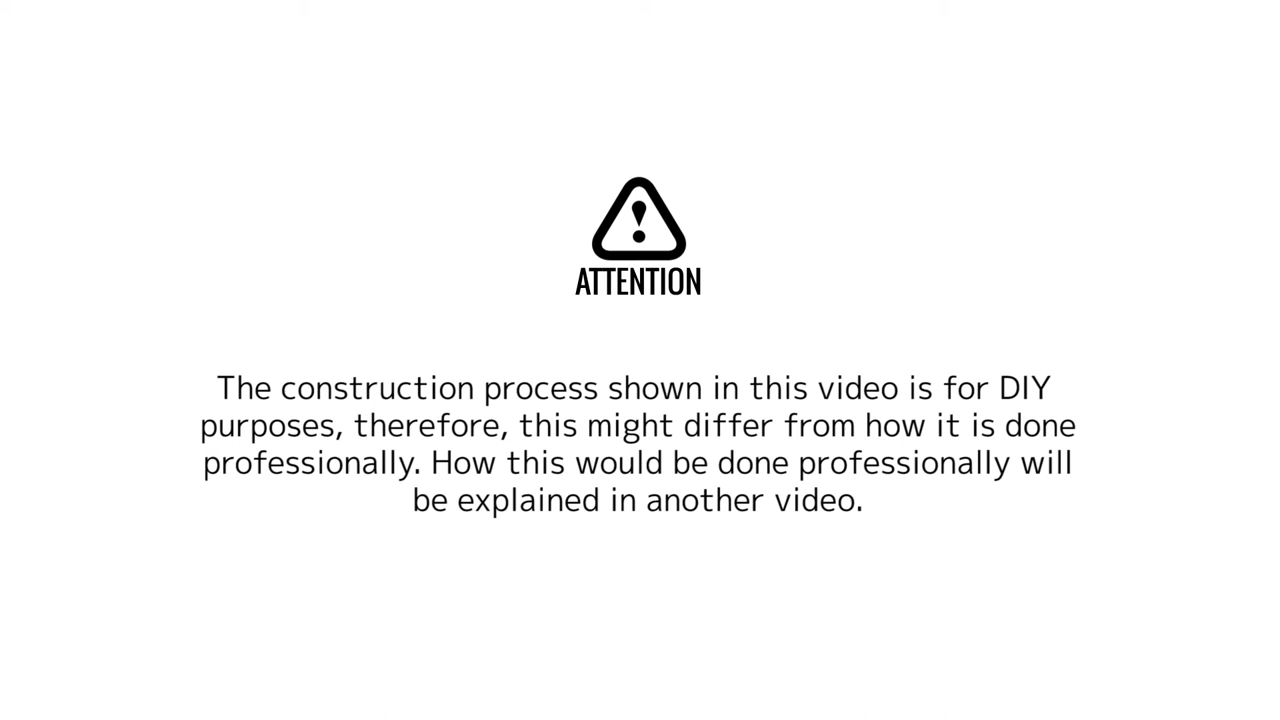 ATTENTION
The construction process shown in this video is for DIY
purposes, therefore, this might differ from how it is done
professionally. How this would be done professionally will
be explained in another video.